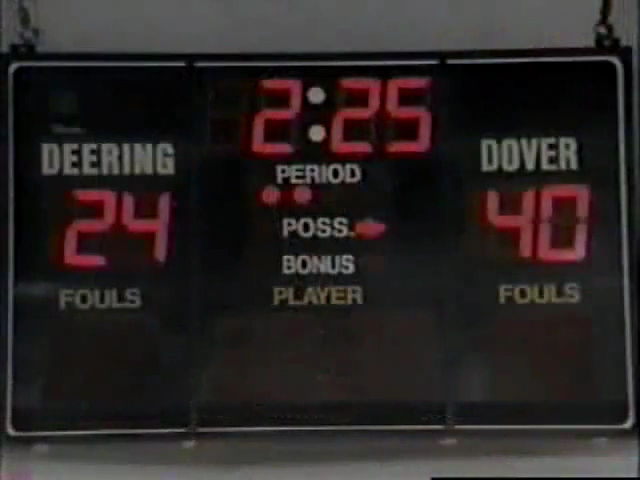 2:25
DEERING
DOVER
PERIOD
24
40
POSS.
BONUS
FOULS
PLAYER
FOULS